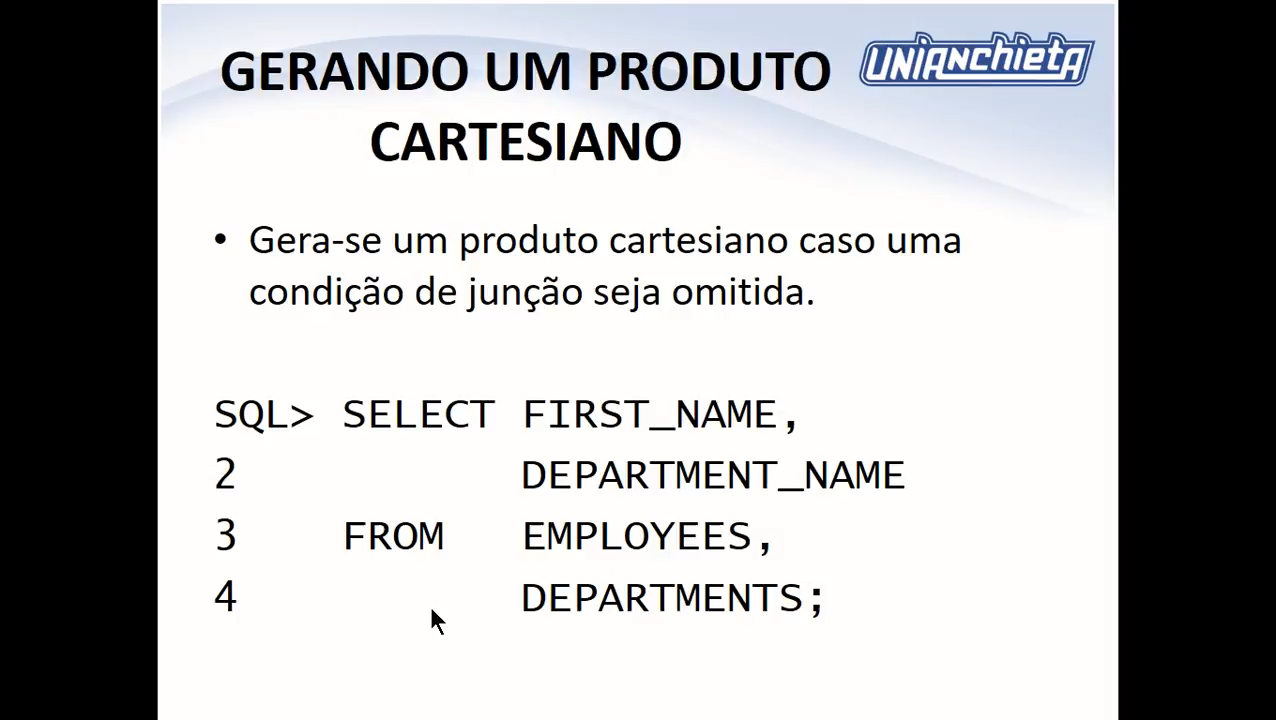 GERANDO UM PRODUTO
CARTESIANO
UNIANCHIETA
• Gera-se um produto cartesiano caso uma
condição de junção seja omitida.
SQL> SELECT FIRST_NAME,
2 DEPARTMENT_NAME
3 FROM EMPLOYEES,
4 DEPARTMENTS;